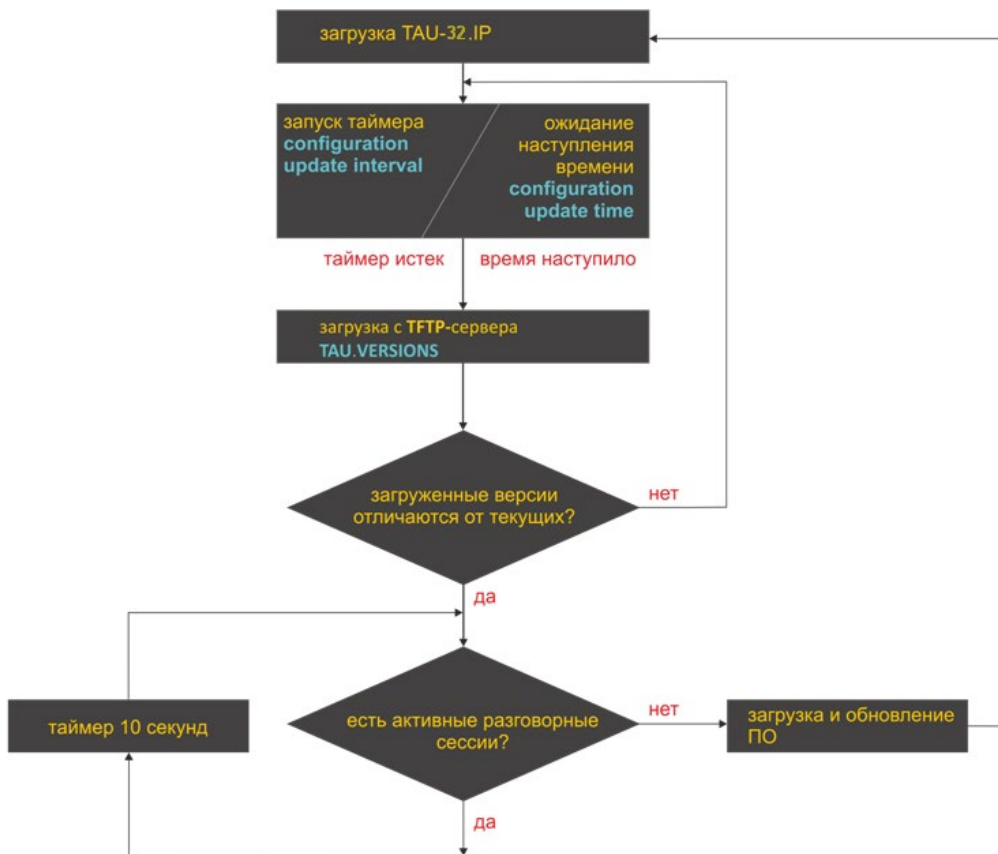 загрузка TAU-32.IP
запуск таймера
configuration
update interval
ожидание
наступления
времени
configuration
update time
таймер истек
время наступило
загрузка с TFTP-сервера
TAU.VERSIONS
загруженные версии
отличаются от текущих?
нет
да
таймер 10 секунд
есть активные разговорные
сессии?
нет
загрузка и обновление
ПО
да